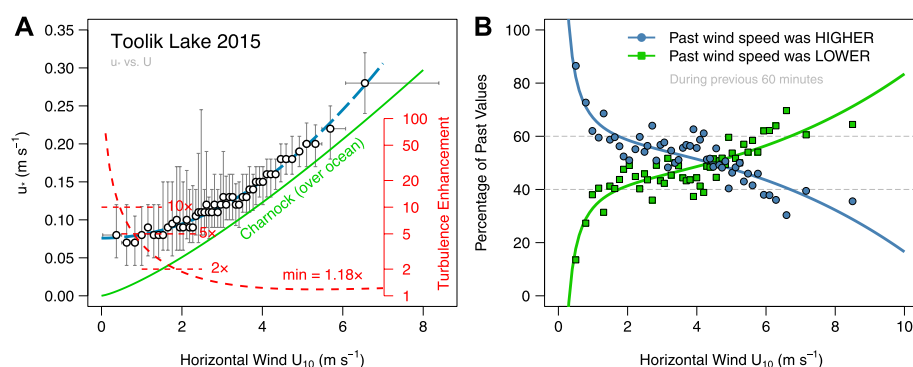 A
Toolik Lake 2015
u* vs. U
0.35
0.30
0.25
0.20
0.15
0.10
0.05
0.00
u* (m s⁻¹)
0
2
4
6
8
Horizontal Wind U₁₀ (m s⁻¹)
Charnock (over ocean)
10×
5×
2×
min = 1.18×
100
50
20
10
5
2
1
Turbulence Enhancement
B
Past wind speed was HIGHER
Past wind speed was LOWER
During previous 60 minutes
100
80
60
40
20
0
Percentage of Past Values
0
2
4
6
8
10
Horizontal Wind U₁₀ (m s⁻¹)